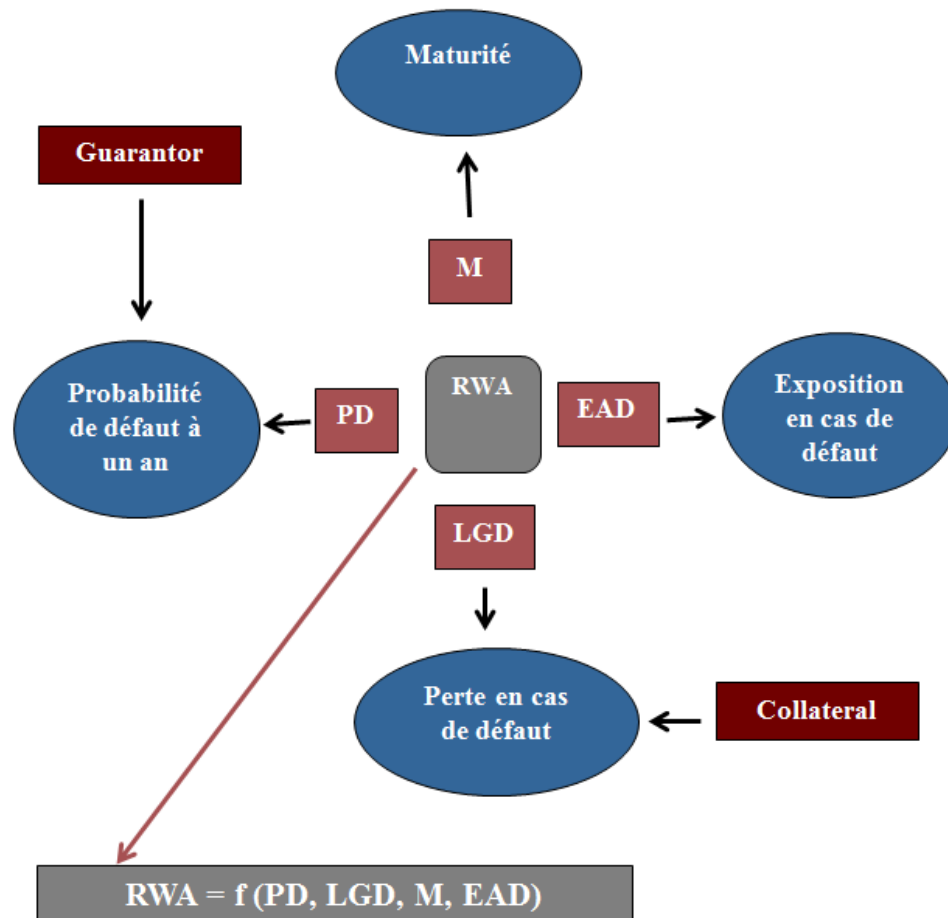 Maturité
Guarantor
M
Probabilité
de défaut à
un an
PD
RWA
EAD
Exposition
en cas de
défaut
LGD
Perte en cas
de défaut
Collateral
RWA = f (PD, LGD, M, EAD)